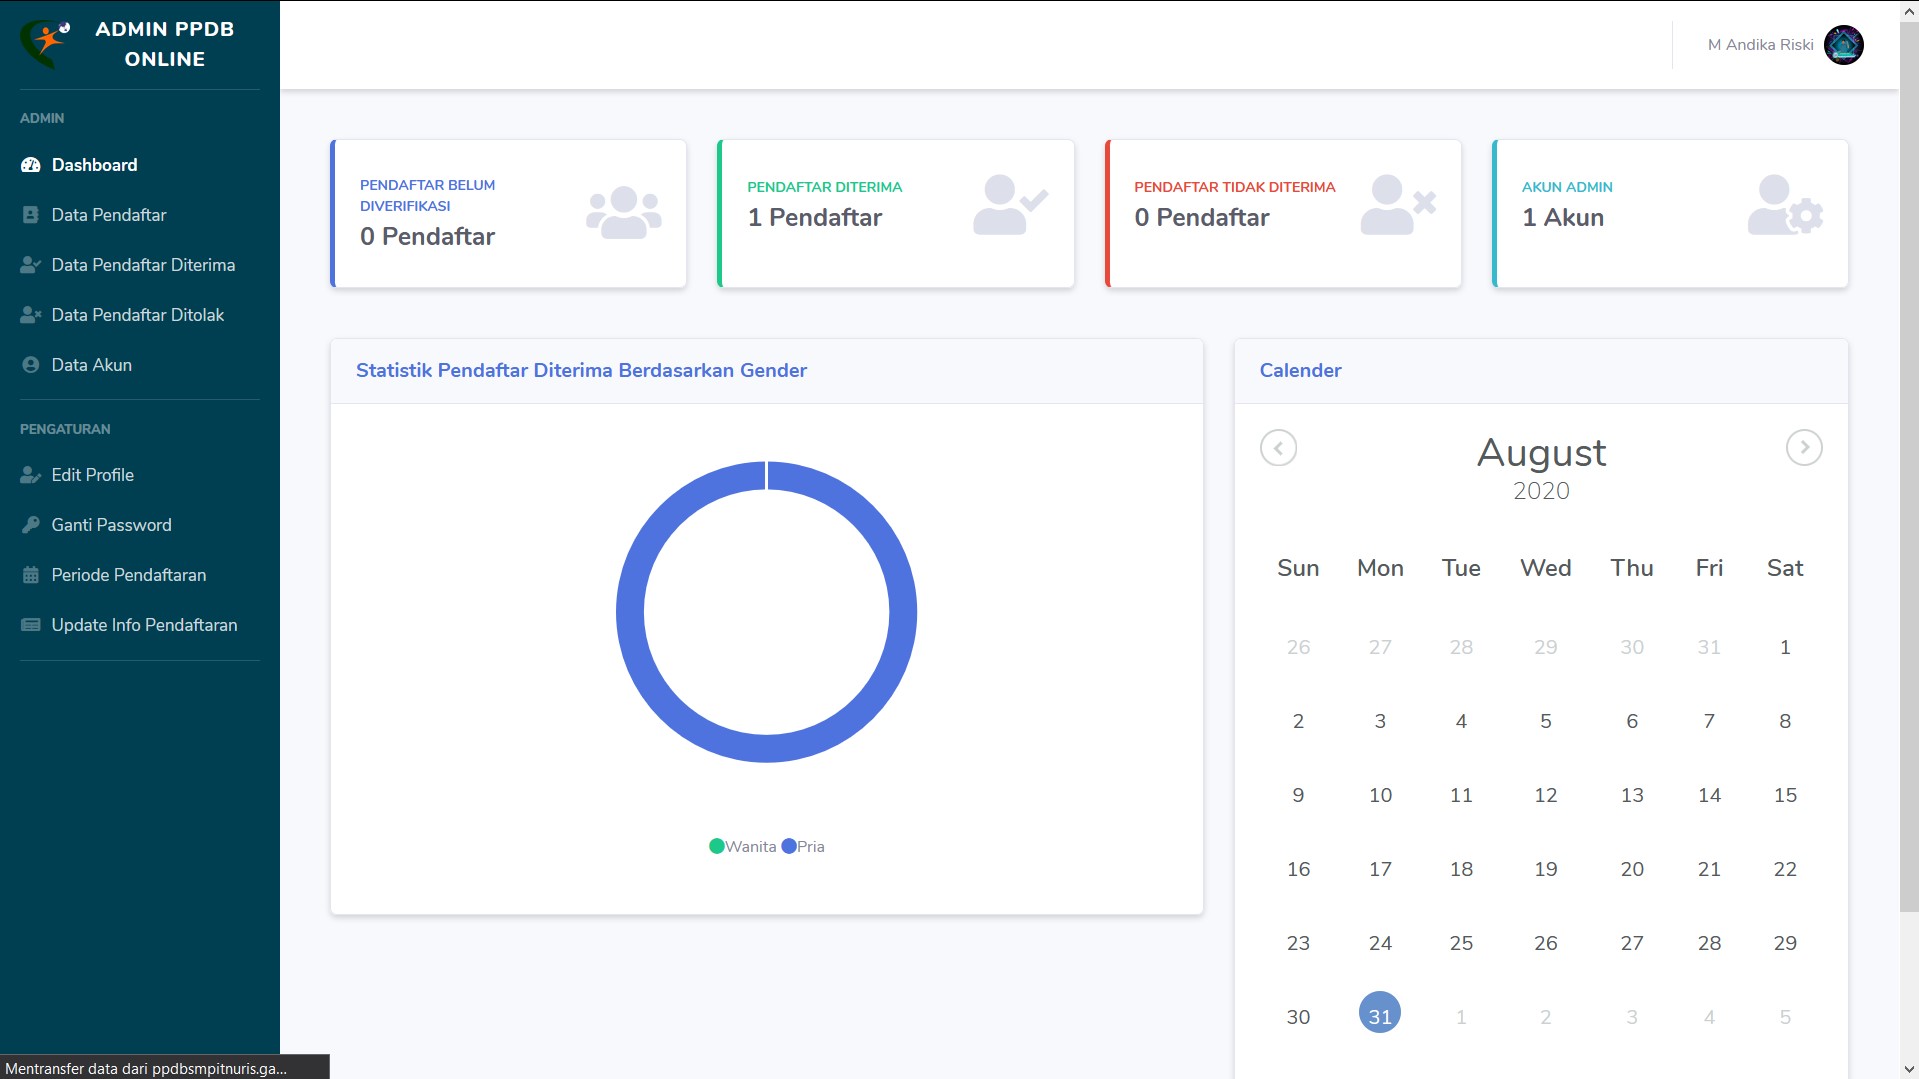 ADMIN PPDB
ONLINE
M Andika Riski
ADMIN
Dashboard
Data Pendaftar
Data Pendaftar Diterima
Data Pendaftar Ditolak
Data Akun
PENGATURAN
Edit Profile
Ganti Password
Periode Pendaftaran
Update Info Pendaftaran
PENDAFTAR BELUM
DIVERIFIKASI
0 Pendaftar
PENDAFTAR DITERIMA
1 Pendaftar
PENDAFTAR TIDAK DITERIMA
0 Pendaftar
AKUN ADMIN
1 Akun
Statistik Pendaftar Diterima Berdasarkan Gender
Wanita Pria
Calender
August
2020
Sun Mon Tue Wed Thu Fri Sat
26 27 28 29 30 31 1
2 3 4 5 6 7 8
9 10 11 12 13 14 15
16 17 18 19 20 21 22
23 24 25 26 27 28 29
30 31 1 2 3 4 5
Mentransfer data dari ppdbsmpitnuris.ga...